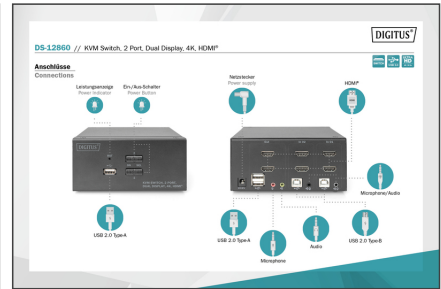 DIGITUS®
DS-12860 // KVM Switch, 2 Port, Dual Display, 4K, HDMI®
Anschlüsse
Connections
Leistungsanzeige
Power indicator
Ein-/Aus-Schalter
Power Button
Netzstecker
Power supply
HDMI®
DIGITUS
USB 2.0 Type-A
USB 2.0 Type-A
Microphone
Audio
USB 2.0 Type-B
Microphone/Audio